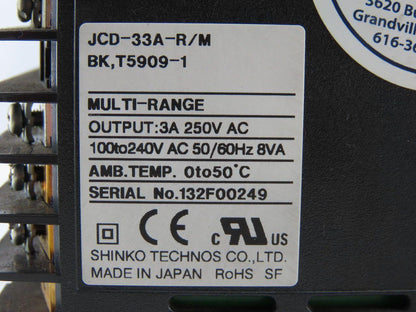 JCD-33A-R/M
BK,T5909-1
MULTI-RANGE
OUTPUT:3A 250V AC
100to240V AC 50/60Hz 8VA
AMB.TEMP. 0to50°C
SERIAL No.132F00249
CE c RU US
SHINKO TECHNOS CO.,LTD.
MADE IN JAPAN RoHS SF
3620
Grandvill
616-36